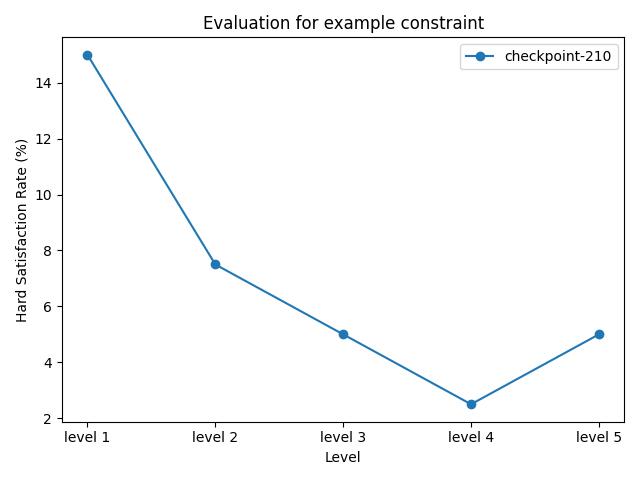 Evaluation for example constraint
checkpoint-210
Hard Satisfaction Rate (%)
14
12
10
8
6
4
2
level 1 level 2 level 3 level 4 level 5
Level